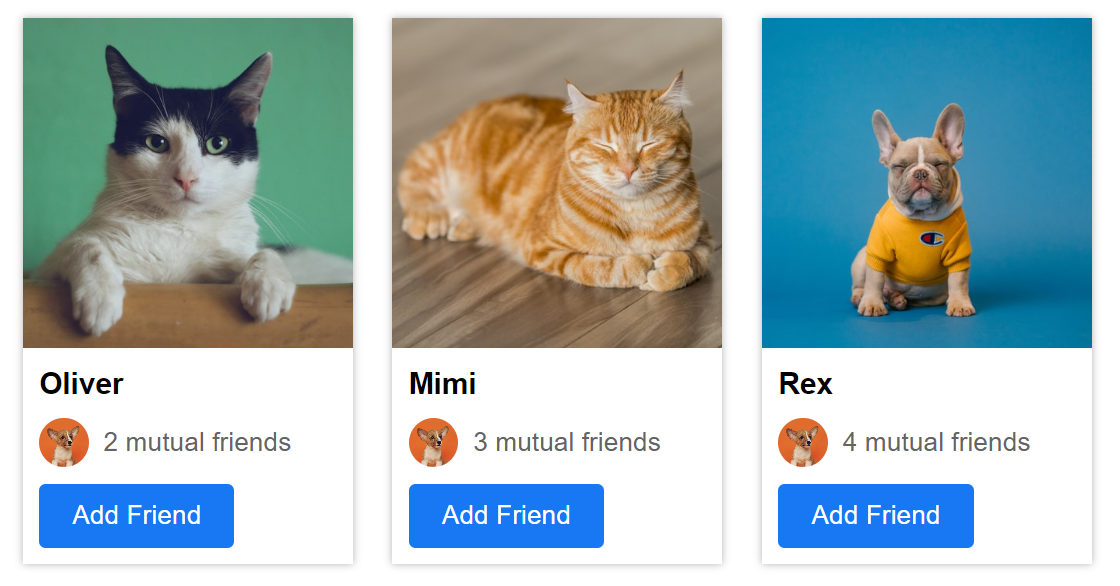 Oliver
2 mutual friends
Add Friend
Mimi
3 mutual friends
Add Friend
Rex
4 mutual friends
Add Friend